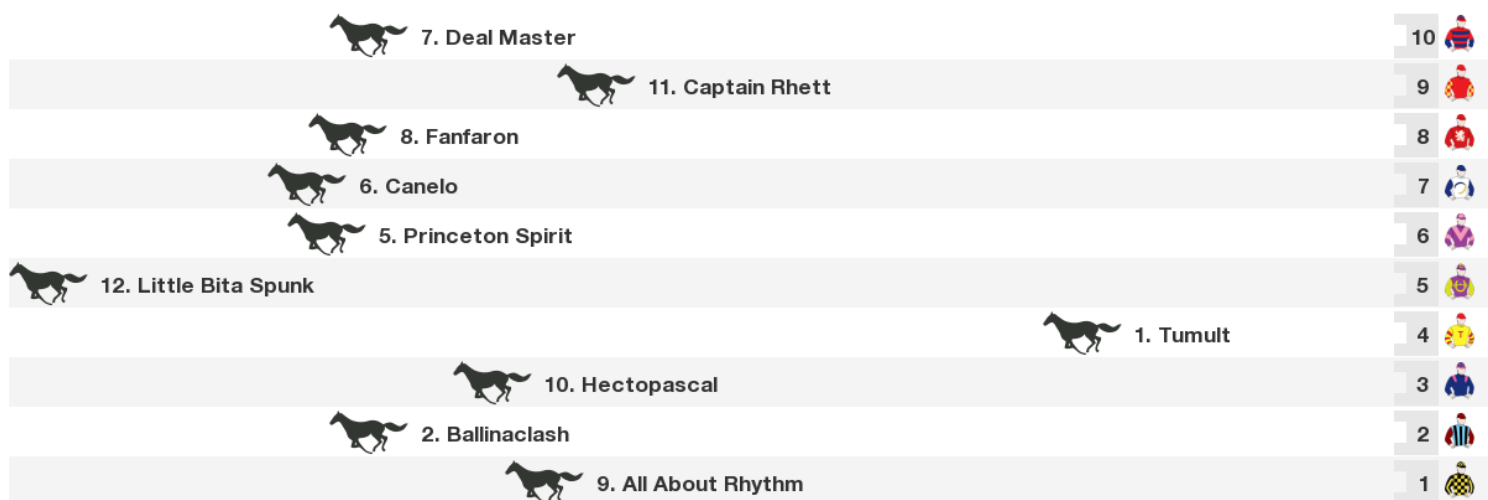 7. Deal Master 10
11. Captain Rhett 9
8. Fanfaron 8
6. Canelo 7
5. Princeton Spirit 6
12. Little Bita Spunk 5
1. Tumult 4 T
10. Hectopascal 3
2. Ballinaclash 2
9. All About Rhythm 1